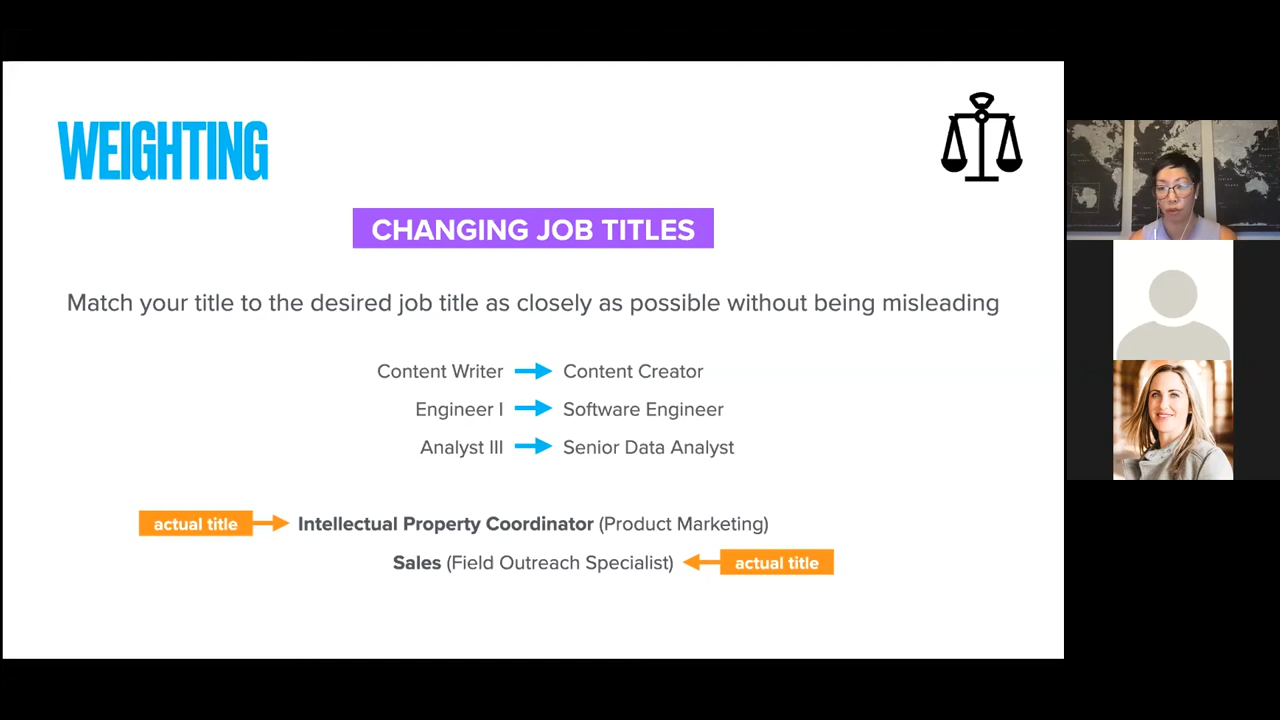 WEIGHTING
CHANGING JOB TITLES
Match your title to the desired job title as closely as possible without being misleading
Content Writer Content Creator
Engineer I Software Engineer
Analyst III Senior Data Analyst
actual title Intellectual Property Coordinator (Product Marketing)
Sales (Field Outreach Specialist) actual title